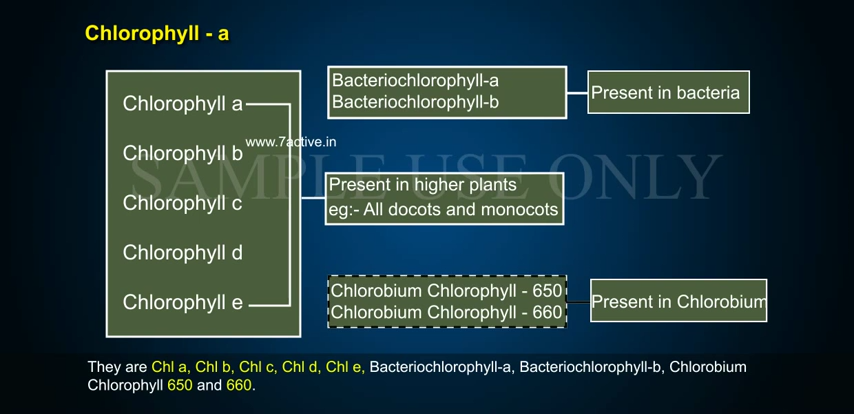 Chlorophyll - a
Chlorophyll a
Chlorophyll b
Chlorophyll c
Chlorophyll d
Chlorophyll e
www.7active.in
SAMPLE USE ONLY
Bacteriochlorophyll-a
Bacteriochlorophyll-b
Present in bacteria
Present in higher plants
eg:- All docots and monocots
Chlorobium Chlorophyll - 650
Chlorobium Chlorophyll - 660
Present in Chlorobium
They are Chl a, Chl b, Chl c, Chl d, Chl e, Bacteriochlorophyll-a, Bacteriochlorophyll-b, Chlorobium
Chlorophyll 650 and 660.